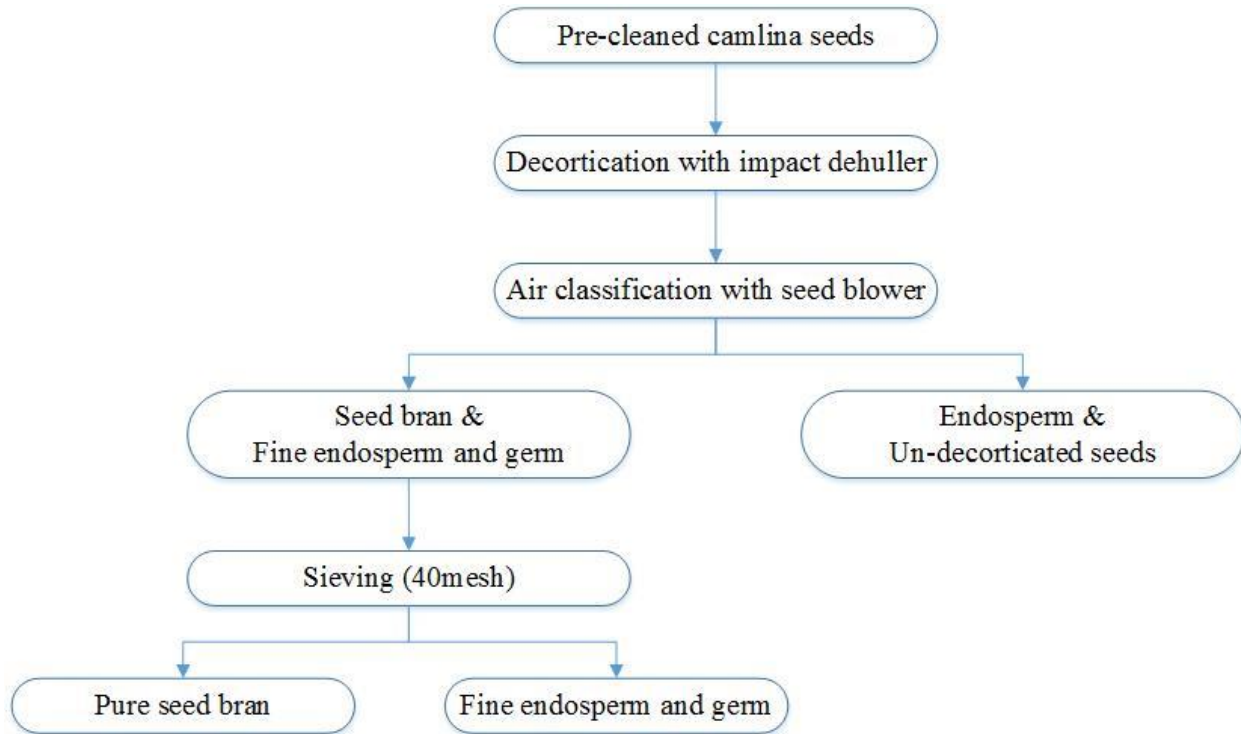 Pre-cleaned camlina seeds
Decortication with impact dehuller
Air classification with seed blower
Seed bran &
Fine endosperm and germ
Endosperm &
Un-decorticated seeds
Sieving (40mesh)
Pure seed bran
Fine endosperm and germ